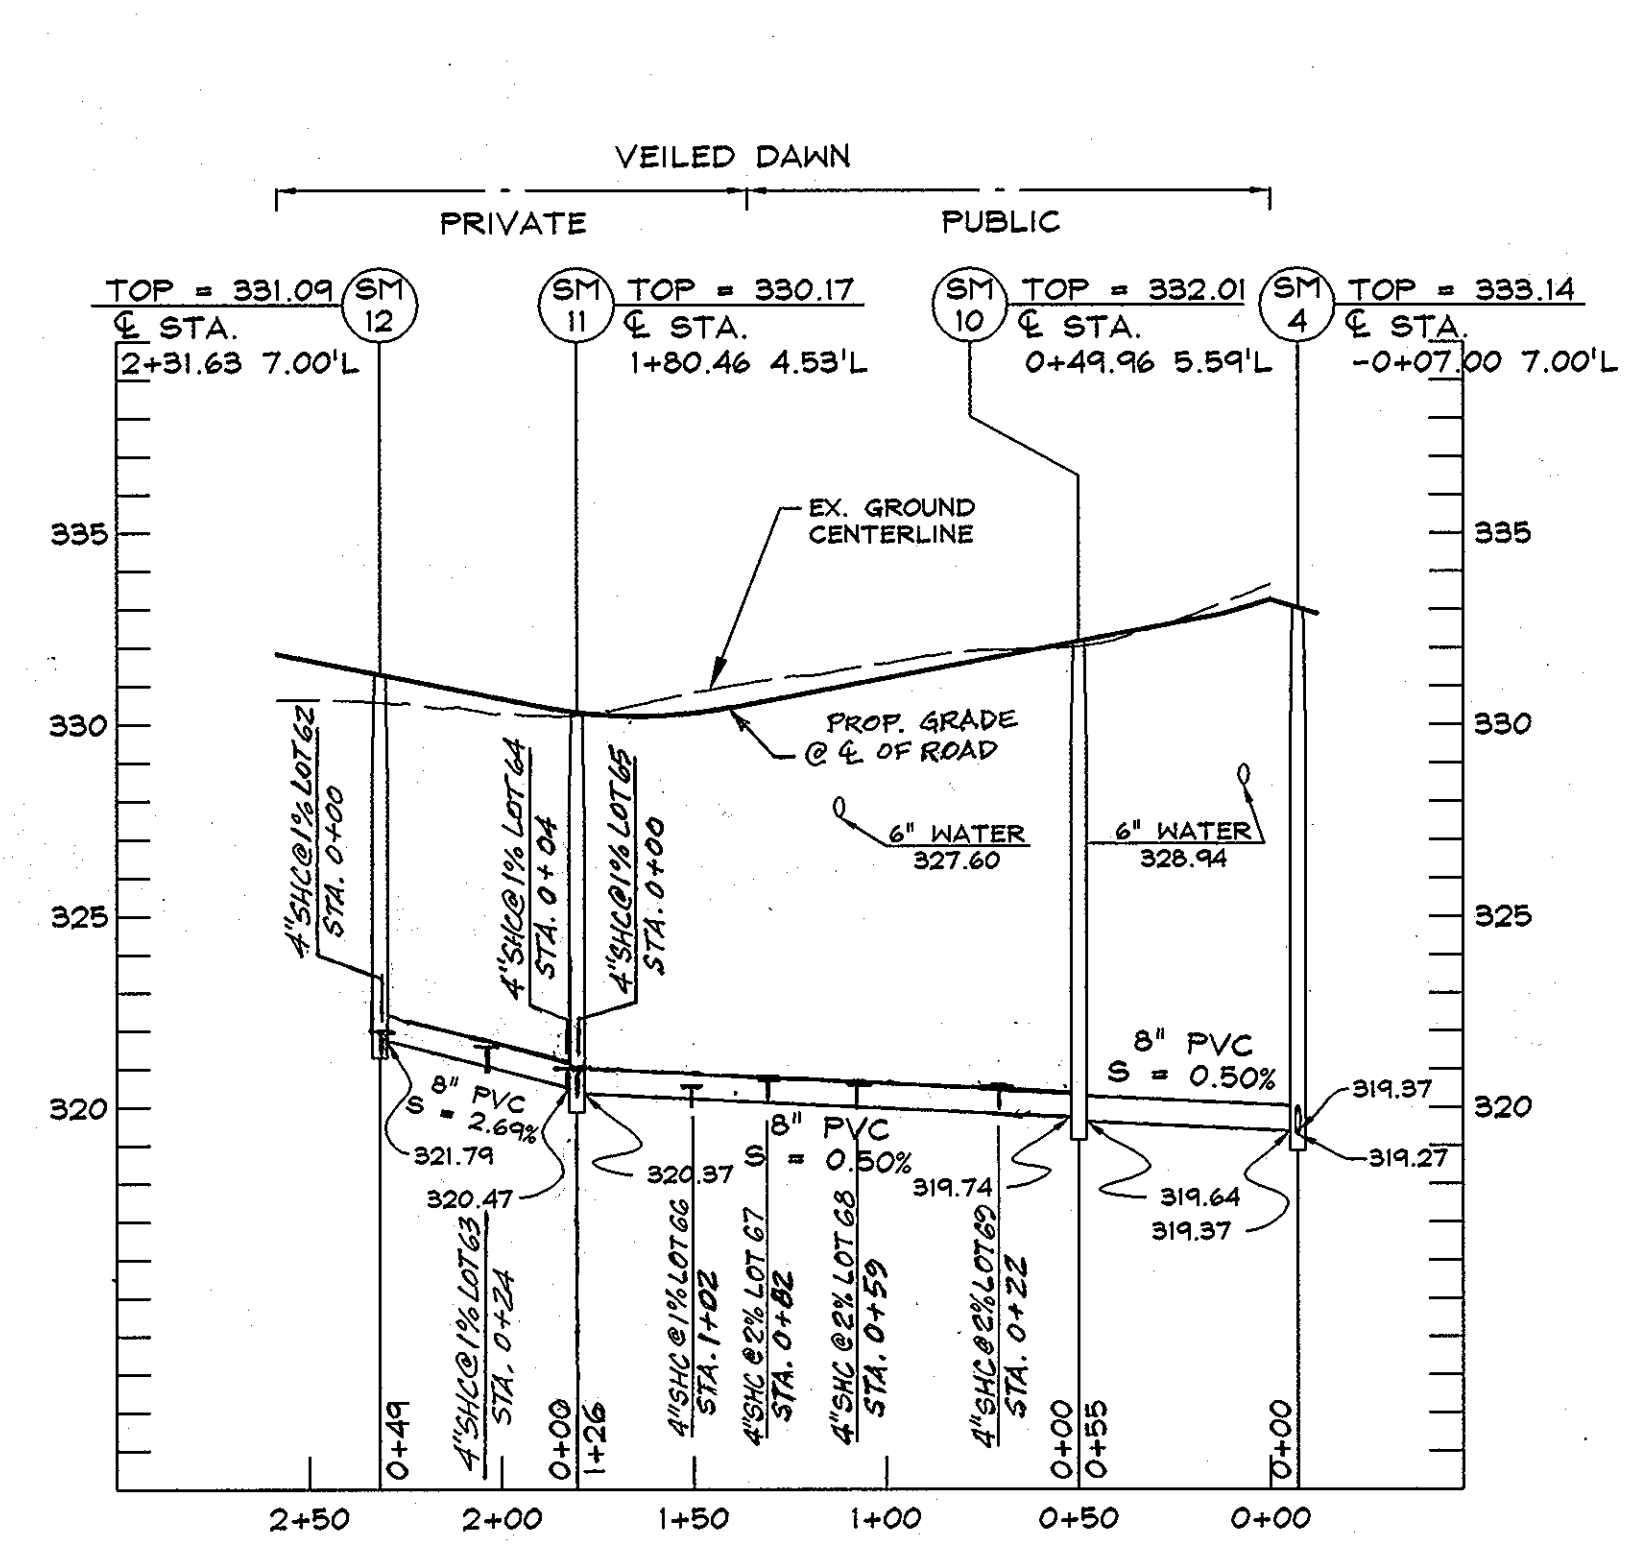 VEILED DAWN
PRIVATE
PUBLIC
TOP = 331.09
SM
12
℄ STA.
2+31.63 7.00'L
SM
11
TOP = 330.17
℄ STA.
1+80.46 4.53'L
SM
10
TOP = 332.01
℄ STA.
0+49.96 5.59'L
SM
4
TOP = 333.14
℄ STA.
-0+07.00 7.00'L
EX. GROUND
CENTERLINE
335
335
330
330
325
325
320
320
PROP. GRADE
@ ℄ OF ROAD
6" WATER
327.60
6" WATER
328.94
4"SHC@1% LOT 62
STA. 0+00
4"SHC@1% LOT 64
STA. 0+04
4"SHC@1% LOT 65
STA. 0+00
8" PVC
S = 2.69%
8" PVC
S = 0.50%
8" PVC
S = 0.50%
321.79
320.47
320.37
319.74
319.64
319.37
319.37
319.27
4"SHC@1% LOT 63
STA. 0+24
4"SHC@1% LOT 66
STA. 1+02
4"SHC@2% LOT 67
STA. 0+82
4"SHC@2% LOT 68
STA. 0+59
4"SHC@2% LOT 69
STA. 0+22
0+49
0+00
1+26
0+00
0+55
0+00
2+50
2+00
1+50
1+00
0+50
0+00